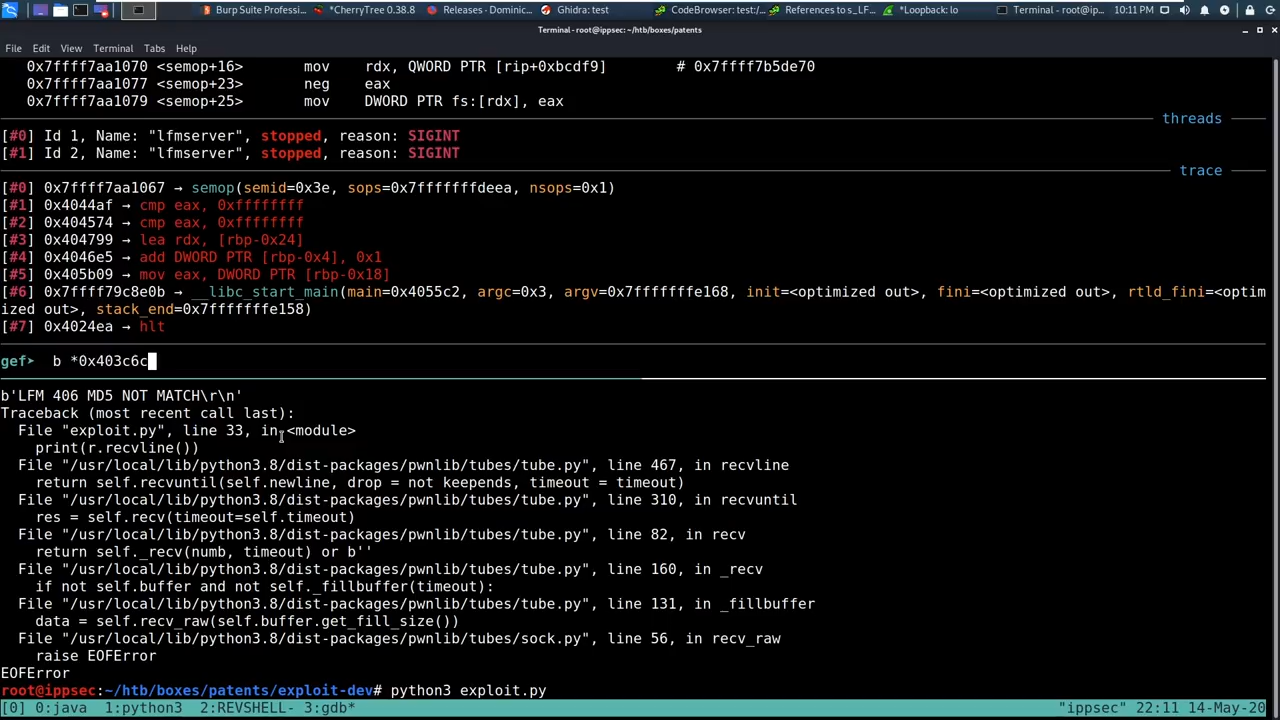 Burp Suite Professi... *CherryTree 0.38.8 Releases - Dominic... Ghidra: test CodeBrowser: test:/... References to s_LF... *Loopback: lo Terminal - root@ip... 10:11 PM
Terminal - root@ippsec: ~/htb/boxes/patents
File Edit View Terminal Tabs Help
0x7ffff7aa1070 <semop+16> mov rdx, QWORD PTR [rip+0xbcdf9] # 0x7ffff7b5de70
0x7ffff7aa1077 <semop+23> neg eax
0x7ffff7aa1079 <semop+25> mov DWORD PTR fs:[rdx], eax
threads
[#0] Id 1, Name: "lfmserver", stopped, reason: SIGINT
[#1] Id 2, Name: "lfmserver", stopped, reason: SIGINT
trace
[#0] 0x7ffff7aa1067 → semop(semid=0x3e, sops=0x7fffffffdeea, nsops=0x1)
[#1] 0x4044af → cmp eax, 0xffffffff
[#2] 0x404574 → cmp eax, 0xffffffff
[#3] 0x404799 → lea rdx, [rbp-0x24]
[#4] 0x4046e5 → add DWORD PTR [rbp-0x4], 0x1
[#5] 0x405b09 → mov eax, DWORD PTR [rbp-0x18]
[#6] 0x7ffff79c8e0b → __libc_start_main(main=0x4055c2, argc=0x3, argv=0x7fffffffe168, init=<optimized out>, fini=<optimized out>, rtld_fini=<optim
ized out>, stack_end=0x7fffffffe158)
[#7] 0x4024ea → hlt
gef➤ b *0x403c6c
b'LFM 406 MD5 NOT MATCH\r\n'
Traceback (most recent call last):
File "exploit.py", line 33, in <module>
print(r.recvline())
File "/usr/local/lib/python3.8/dist-packages/pwnlib/tubes/tube.py", line 467, in recvline
return self.recvuntil(self.newline, drop = not keepends, timeout = timeout)
File "/usr/local/lib/python3.8/dist-packages/pwnlib/tubes/tube.py", line 310, in recvuntil
res = self.recv(timeout=self.timeout)
File "/usr/local/lib/python3.8/dist-packages/pwnlib/tubes/tube.py", line 82, in recv
return self._recv(numb, timeout) or b''
File "/usr/local/lib/python3.8/dist-packages/pwnlib/tubes/tube.py", line 160, in _recv
if not self.buffer and not self._fillbuffer(timeout):
File "/usr/local/lib/python3.8/dist-packages/pwnlib/tubes/tube.py", line 131, in _fillbuffer
data = self.recv_raw(self.buffer.get_fill_size())
File "/usr/local/lib/python3.8/dist-packages/pwnlib/tubes/sock.py", line 56, in recv_raw
raise EOFError
EOFError
root@ippsec:~/htb/boxes/patents/exploit-dev# python3 exploit.py
[0] 0:java 1:python3 2:REVSHELL- 3:gdb* "ippsec" 22:11 14-May-20